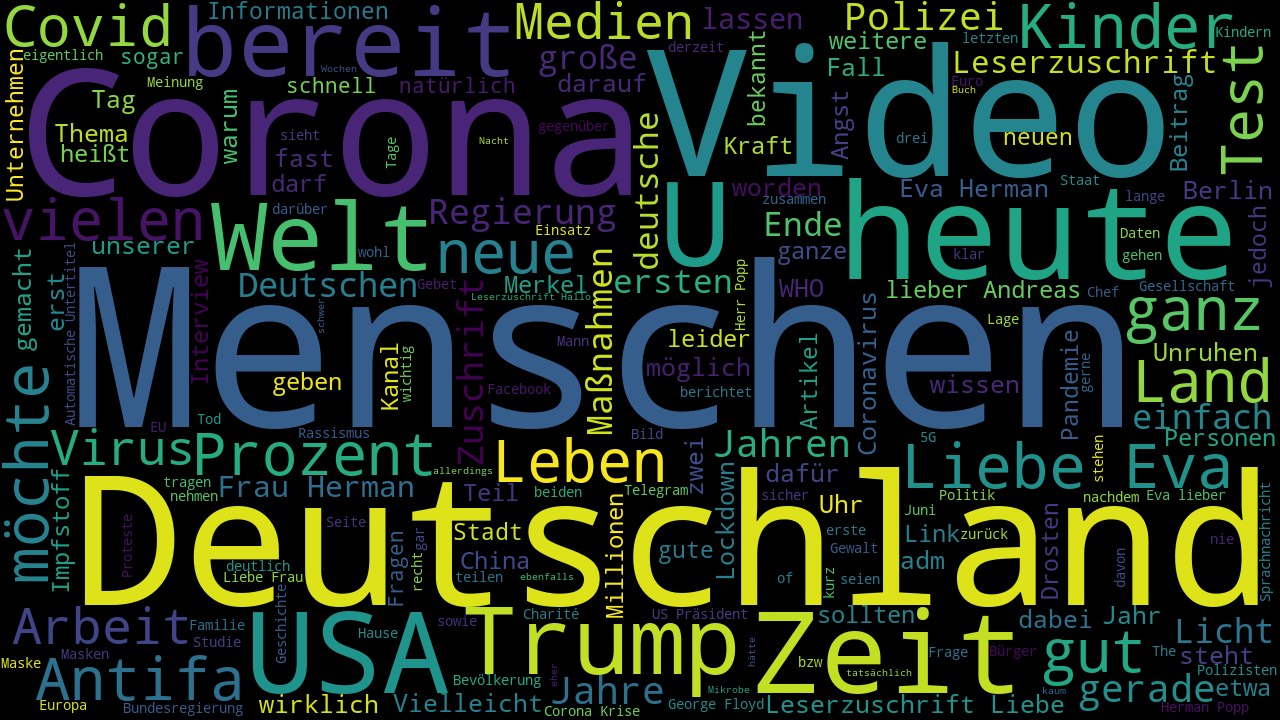 Covid
bereit
Informationen
Medien
lassen
Polizei
letzten
Kinder
Kindern
eigentlich
sogar
Wochen
große
derzeit
bekannt
weitere
Fall
Leserzuschrift
Test
Unternehmen
Meinung
schnell
natürlich
darauf
Corona
Video
Euro
Buch
Tag
Thema
heißt
warum
sieht
fast
darf
Tage
Nacht
gegenüber
Kraft
Angst
drei
neuen
Beitrag
vielen
Welt
darüber
wohl
Regierung
Einsatz
deutsche
U
worden
zusammen
Ende
ganze
Eva Herman
heute
Staat
lange
Berlin
jedoch
Daten
gehen
klar
unserer
neue
gemacht
erst
Automatische Untertitel
Interview
Deutschen
Gebet
Zuschrift
Merkel
Leserzuschrift Hallo
ersten
Maßnahmen
Herr Popp
WHO
lieber Andreas
Chef
Gesellschaft
ganz
Menschen
schwer
geben
Kanal
wichtig
Mann
leider
möglich
Facebook
berichtet
Artikel
Coronavirus
Lage
wissen
Pandemie
gerne
Unruhen
Land
möchte
EU
Tod
Rassismus
Bild
5G
einfach
Personen
Virus
Prozent
allerdings
Leben
Jahren
zwei
dafür
Liebe
Eva
stehen
Impfstoff
tragen
nehmen
Frau Herman
Teil
beiden
Telegram
Lockdown
sicher
Uhr
Politik
nachdem
Eva lieber
Sprachnachricht
Deutschland
Proteste
Seite
deutlich
Liebe Frau
Fragen
recht
gar
Stadt
China
teilen
ebenfalls
Millionen
gute
of
erste
Gewalt
kurz
seien
Link
adm
zurück
Juni
Drosten
davon
nie
Arbeit
Familie
Studie
Geschichte
Hause
sowie
Charité
US Präsident
sollten
dabei
Jahr
The
Licht
steht
Maske
Masken
Antifa
USA
Trump
Zeit
hätte
bzw
tatsächlich
Frage
Bürger
gut
Polizisten
Europa
Bundesregierung
wirklich
Vielleicht
Bevölkerung
eher
Jahre
Corona Krise
Mikrobe
George Floyd
Leserzuschrift Liebe
kaum
gerade
etwa
Herman Popp